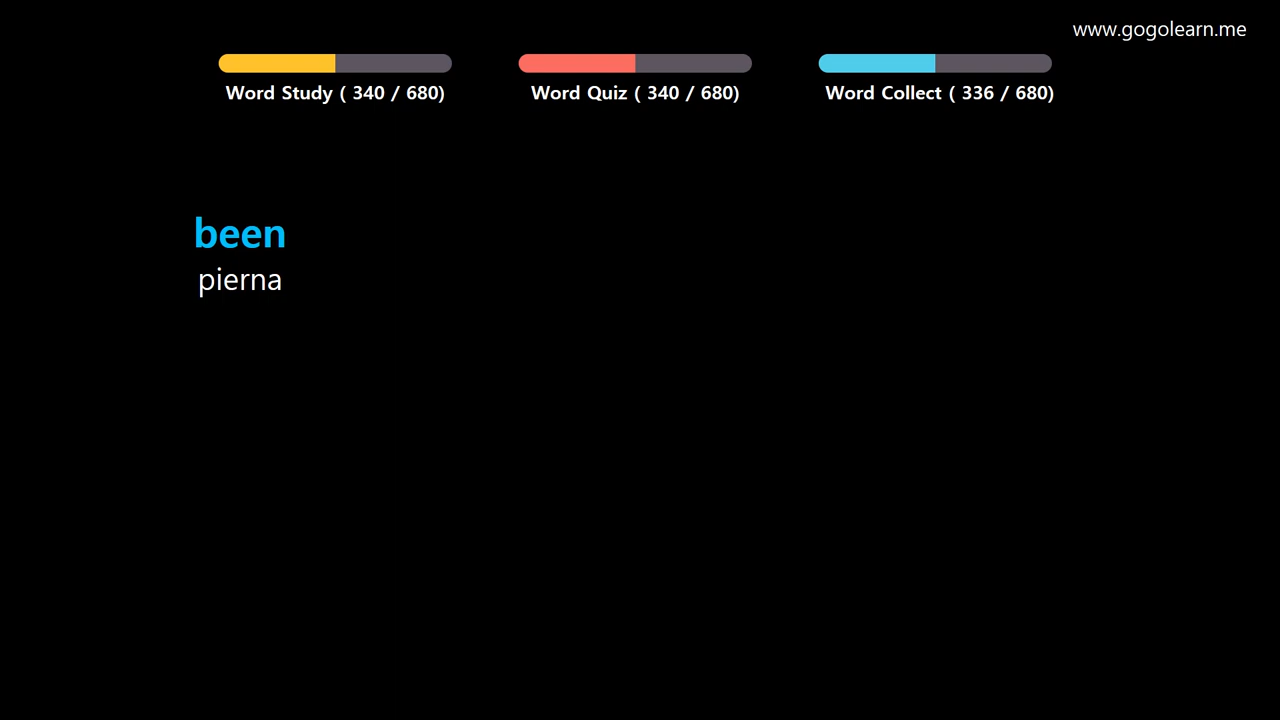 www.gogolearn.me
Word Study ( 340 / 680)
Word Quiz ( 340 / 680)
Word Collect ( 336 / 680)
been
pierna